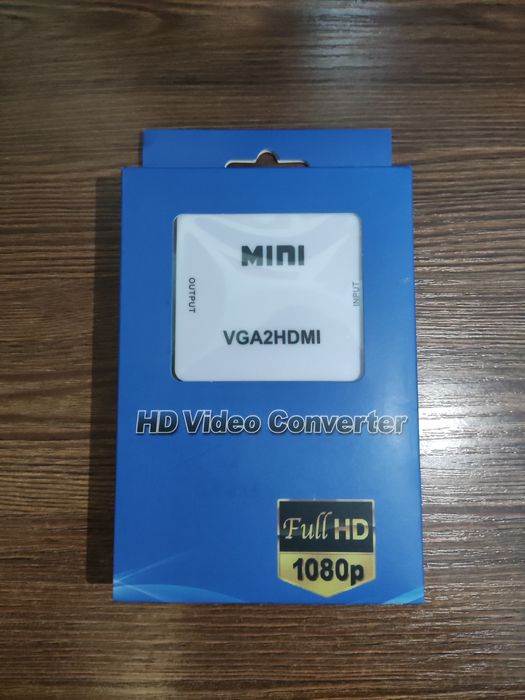 MINI
OUTPUT
INPUT
VGA2HDMI
HD Video Converter
Full HD
1080p